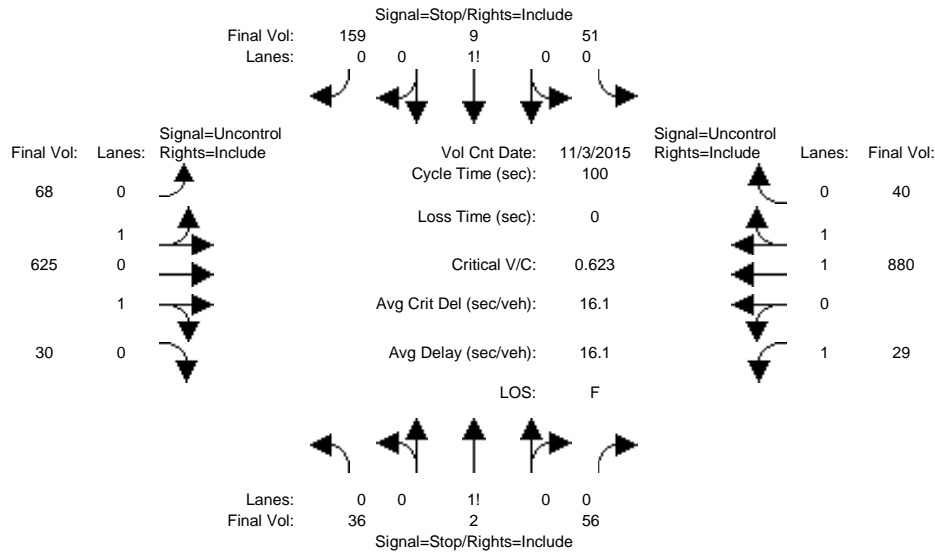 Signal=Stop/Rights=Include
Final Vol: 159 9 51
Lanes: 0 0 1! 0 0
Signal=Uncontrol Signal=Uncontrol
Final Vol: Lanes: Rights=Include Vol Cnt Date: 11/3/2015 Rights=Include Lanes: Final Vol:
Cycle Time (sec): 100
68 0 0 40
Loss Time (sec): 0
1 1
625 0 Critical V/C: 0.623 1 880
1 Avg Crit Del (sec/veh): 16.1 0
30 0 Avg Delay (sec/veh): 16.1 1 29
LOS: F
Lanes: 0 0 1! 0 0
Final Vol: 36 2 56
Signal=Stop/Rights=Include